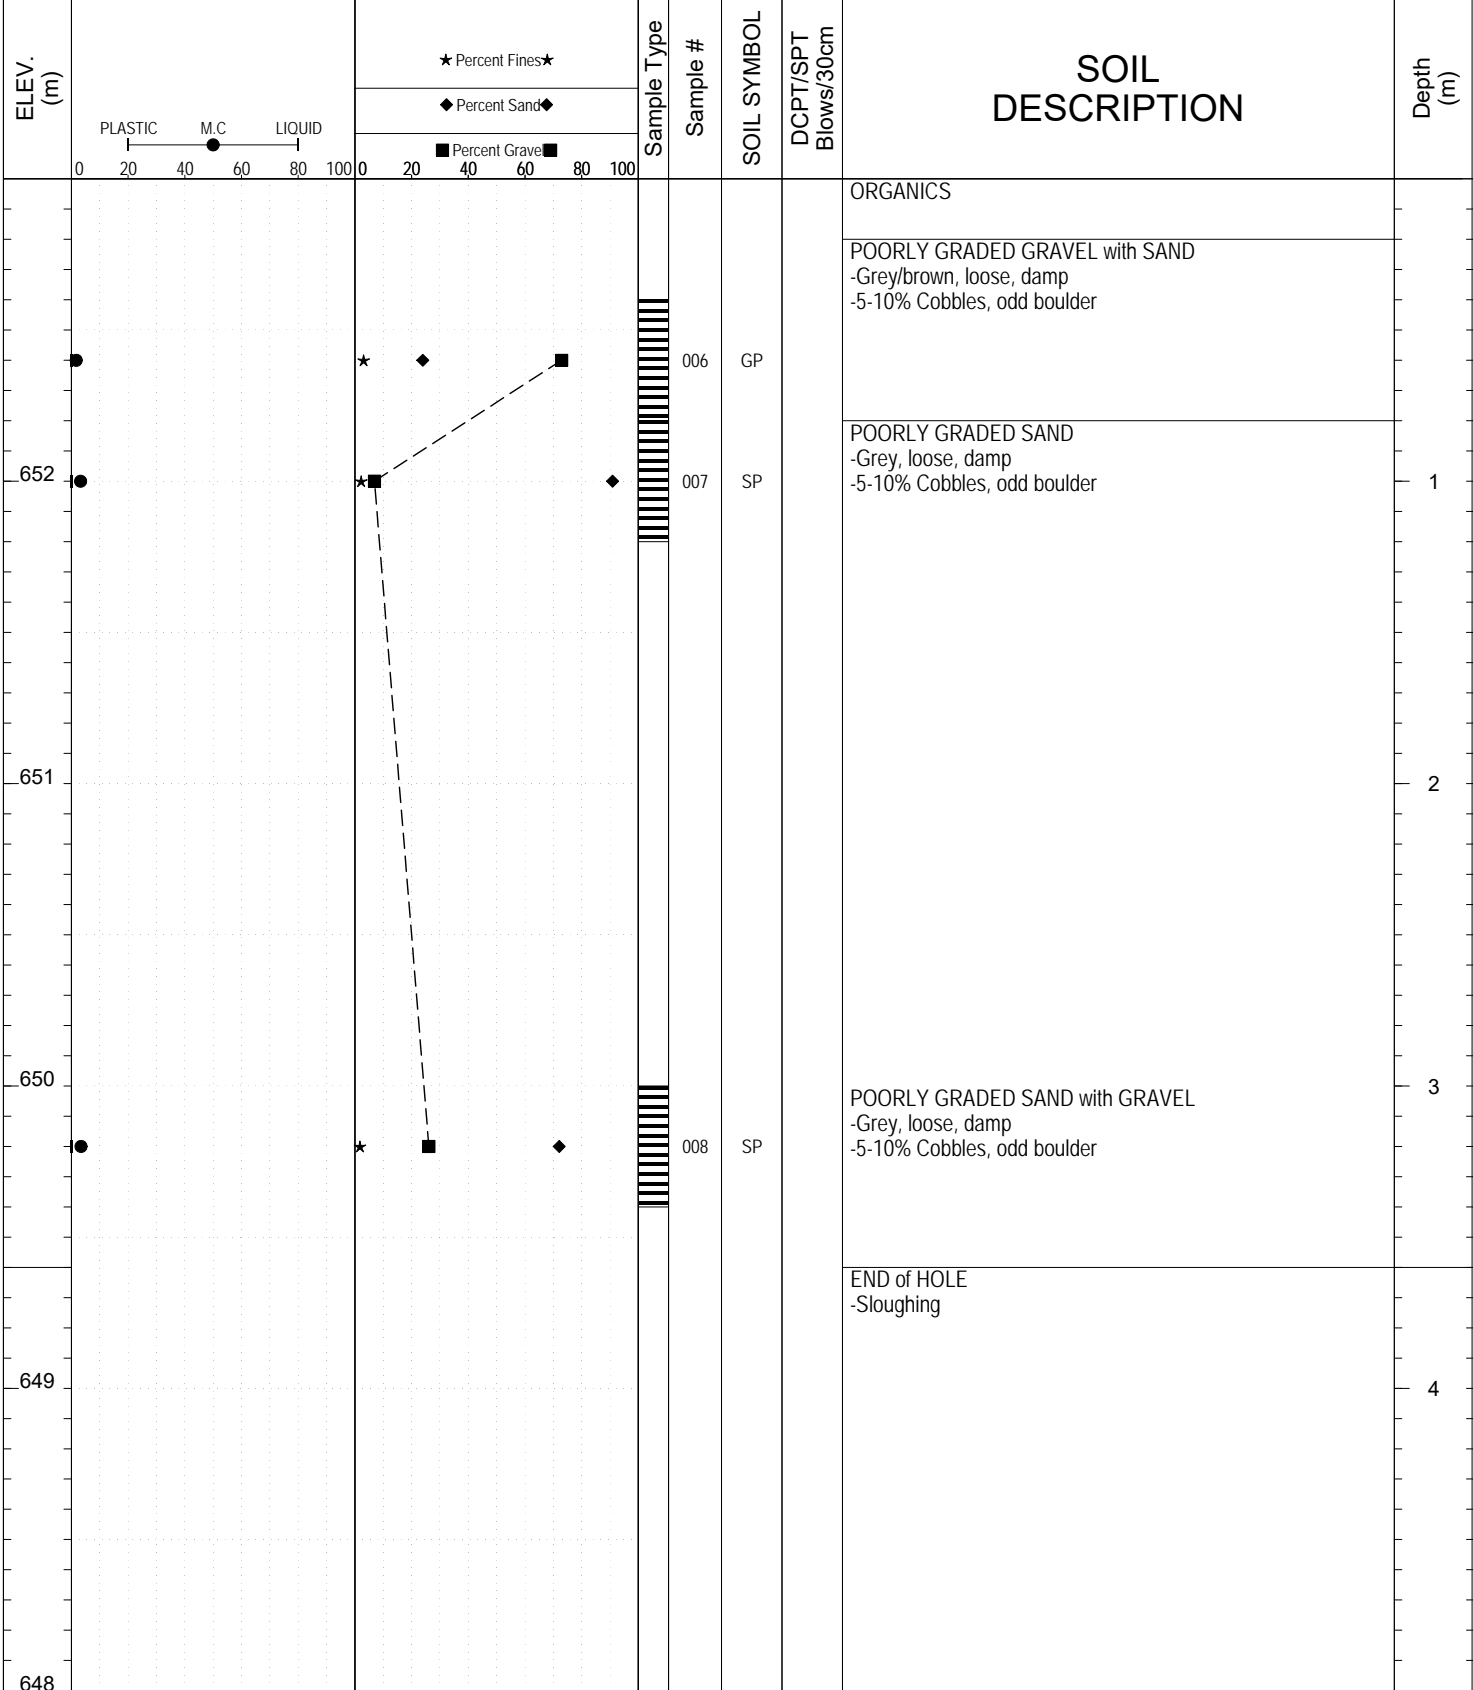 ELEV.
(m)
PLASTIC M.C LIQUID
0 20 40 60 80 100
★ Percent Fines ★
◆ Percent Sand ◆
■ Percent Gravel ■
0 20 40 60 80 100
Sample Type
Sample #
SOIL SYMBOL
DCPT/SPT
Blows/30cm
SOIL
DESCRIPTION
Depth
(m)
ORGANICS
POORLY GRADED GRAVEL with SAND
-Grey/brown, loose, damp
-5-10% Cobbles, odd boulder
006 GP
POORLY GRADED SAND
-Grey, loose, damp
-5-10% Cobbles, odd boulder
652 007 SP 1
651 2
650 3
POORLY GRADED SAND with GRAVEL
-Grey, loose, damp
-5-10% Cobbles, odd boulder
008 SP
END of HOLE
-Sloughing
649 4
648